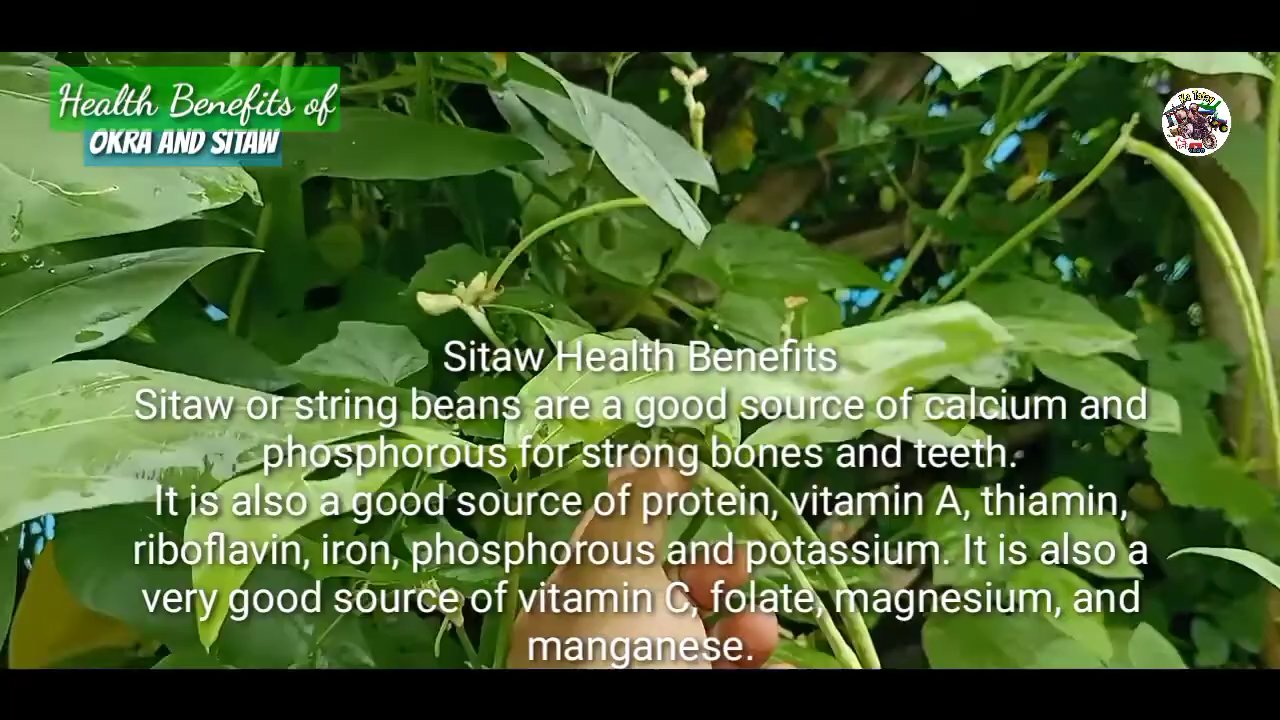 Health Benefits of
OKRA AND SITAW
Sitaw Health Benefits
Sitaw or string beans are a good source of calcium and
phosphorous for strong bones and teeth.
It is also a good source of protein, vitamin A, thiamin,
riboflavin, iron, phosphorous and potassium. It is also a
very good source of vitamin C, folate, magnesium, and
manganese.